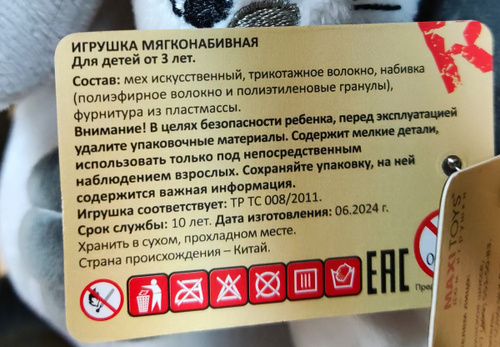 ИГРУШКА МЯГКОНАБИВНАЯ
Для детей от 3 лет.
Состав: мех искусственный, трикотажное волокно, набивка
(полиэфирное волокно и полиэтиленовые гранулы),
фурнитура из пластмассы.
Внимание! В целях безопасности ребенка, перед эксплуатацией
удалите упаковочные материалы. Содержит мелкие детали,
использовать только под непосредственным
наблюдением взрослых. Сохраняйте упаковку, на ней
содержится важная информация.
Игрушка соответствует: ТР ТС 008/2011.
Срок службы: 10 лет. Дата изготовления: 06.2024 г.
Хранить в сухом, прохладном месте.
Страна происхождения – Китай.
EAC
MAXITOYS